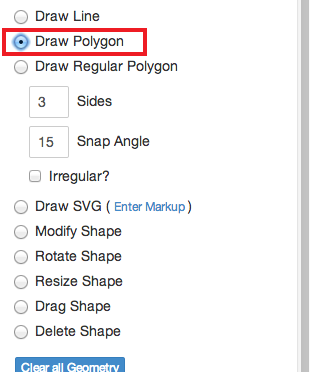 Draw Line
Draw Polygon
Draw Regular Polygon
3 Sides
15 Snap Angle
Irregular?
Draw SVG ( Enter Markup )
Modify Shape
Rotate Shape
Resize Shape
Drag Shape
Delete Shape
Clear all Geometry